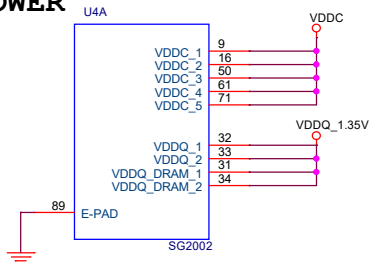 U4A
VDDC
VDDC_1 9
VDDC_2 16
VDDC_3 50
VDDC_4 61
VDDC_5 71
VDDQ_1.35V
VDDQ_1 32
VDDQ_2 33
VDDQ_DRAM_1 31
VDDQ_DRAM_2 34
89 E-PAD
SG2002